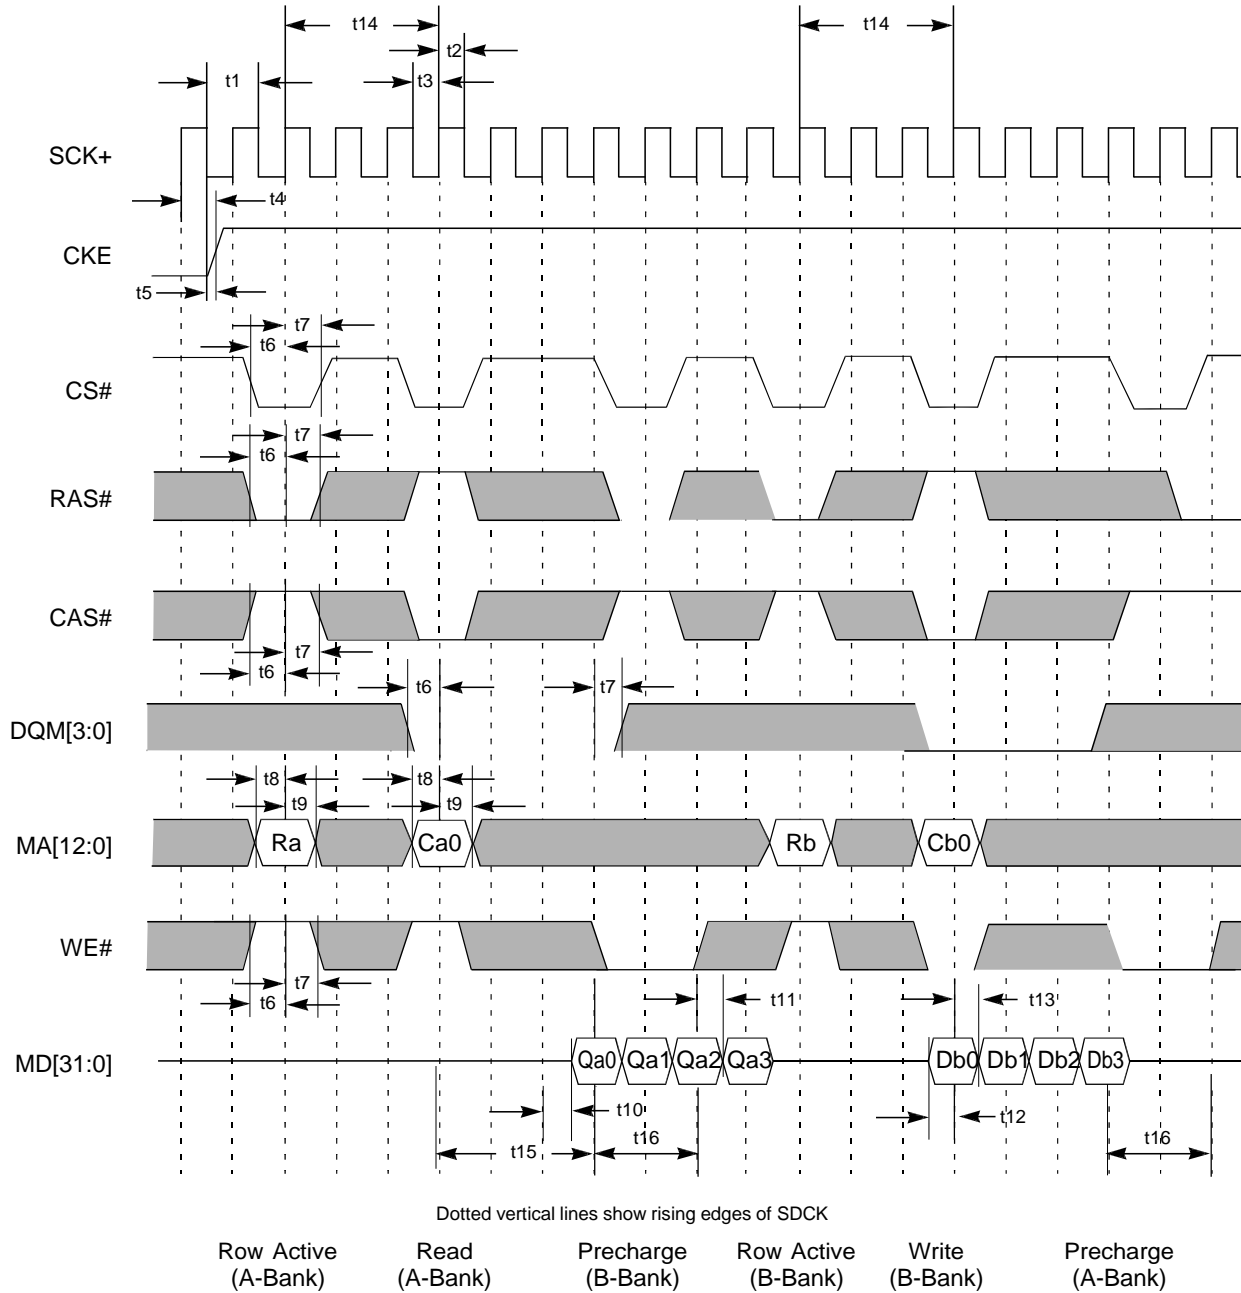 t14
t14
t2
t1
t3
SCK+
t4
CKE
t5
t7
t6
CS#
t7
t6
RAS#
CAS#
t7
t6
t6
t7
DQM[3:0]
t8
t8
t9
t9
MA[12:0]
Ra
Ca0
Rb
Cb0
WE#
t7
t6
t11
t13
MD[31:0]
Qa0
Qa1
Qa2
Qa3
Db0
Db1
Db2
Db3
t10
t12
t15
t16
t16
Dotted vertical lines show rising edges of SDCK
Row Active
(A-Bank)
Read
(A-Bank)
Precharge
(B-Bank)
Row Active
(B-Bank)
Write
(B-Bank)
Precharge
(A-Bank)